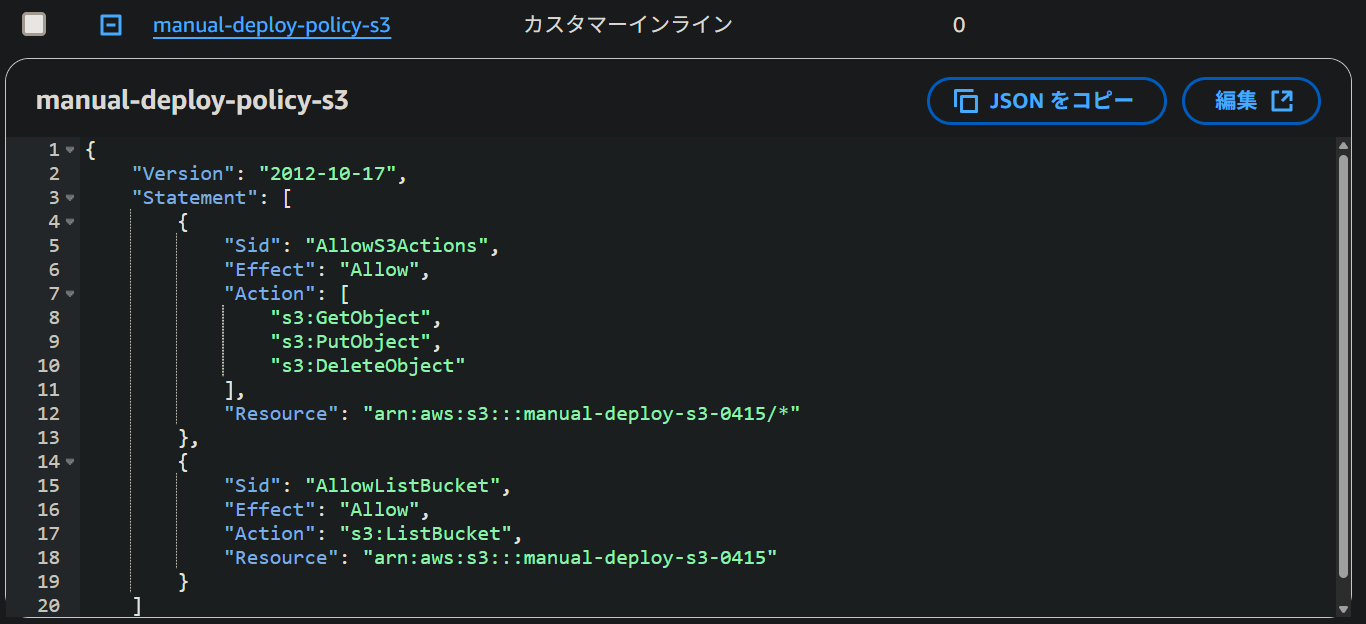 manual-deploy-policy-s3 カスタマーインライン 0
manual-deploy-policy-s3 JSON をコピー 編集
1 {
2 "Version": "2012-10-17",
3 "Statement": [
4 {
5 "Sid": "AllowS3Actions",
6 "Effect": "Allow",
7 "Action": [
8 "s3:GetObject",
9 "s3:PutObject",
10 "s3:DeleteObject"
11 ],
12 "Resource": "arn:aws:s3:::manual-deploy-s3-0415/*"
13 },
14 {
15 "Sid": "AllowListBucket",
16 "Effect": "Allow",
17 "Action": "s3:ListBucket",
18 "Resource": "arn:aws:s3:::manual-deploy-s3-0415"
19 }
20 ]